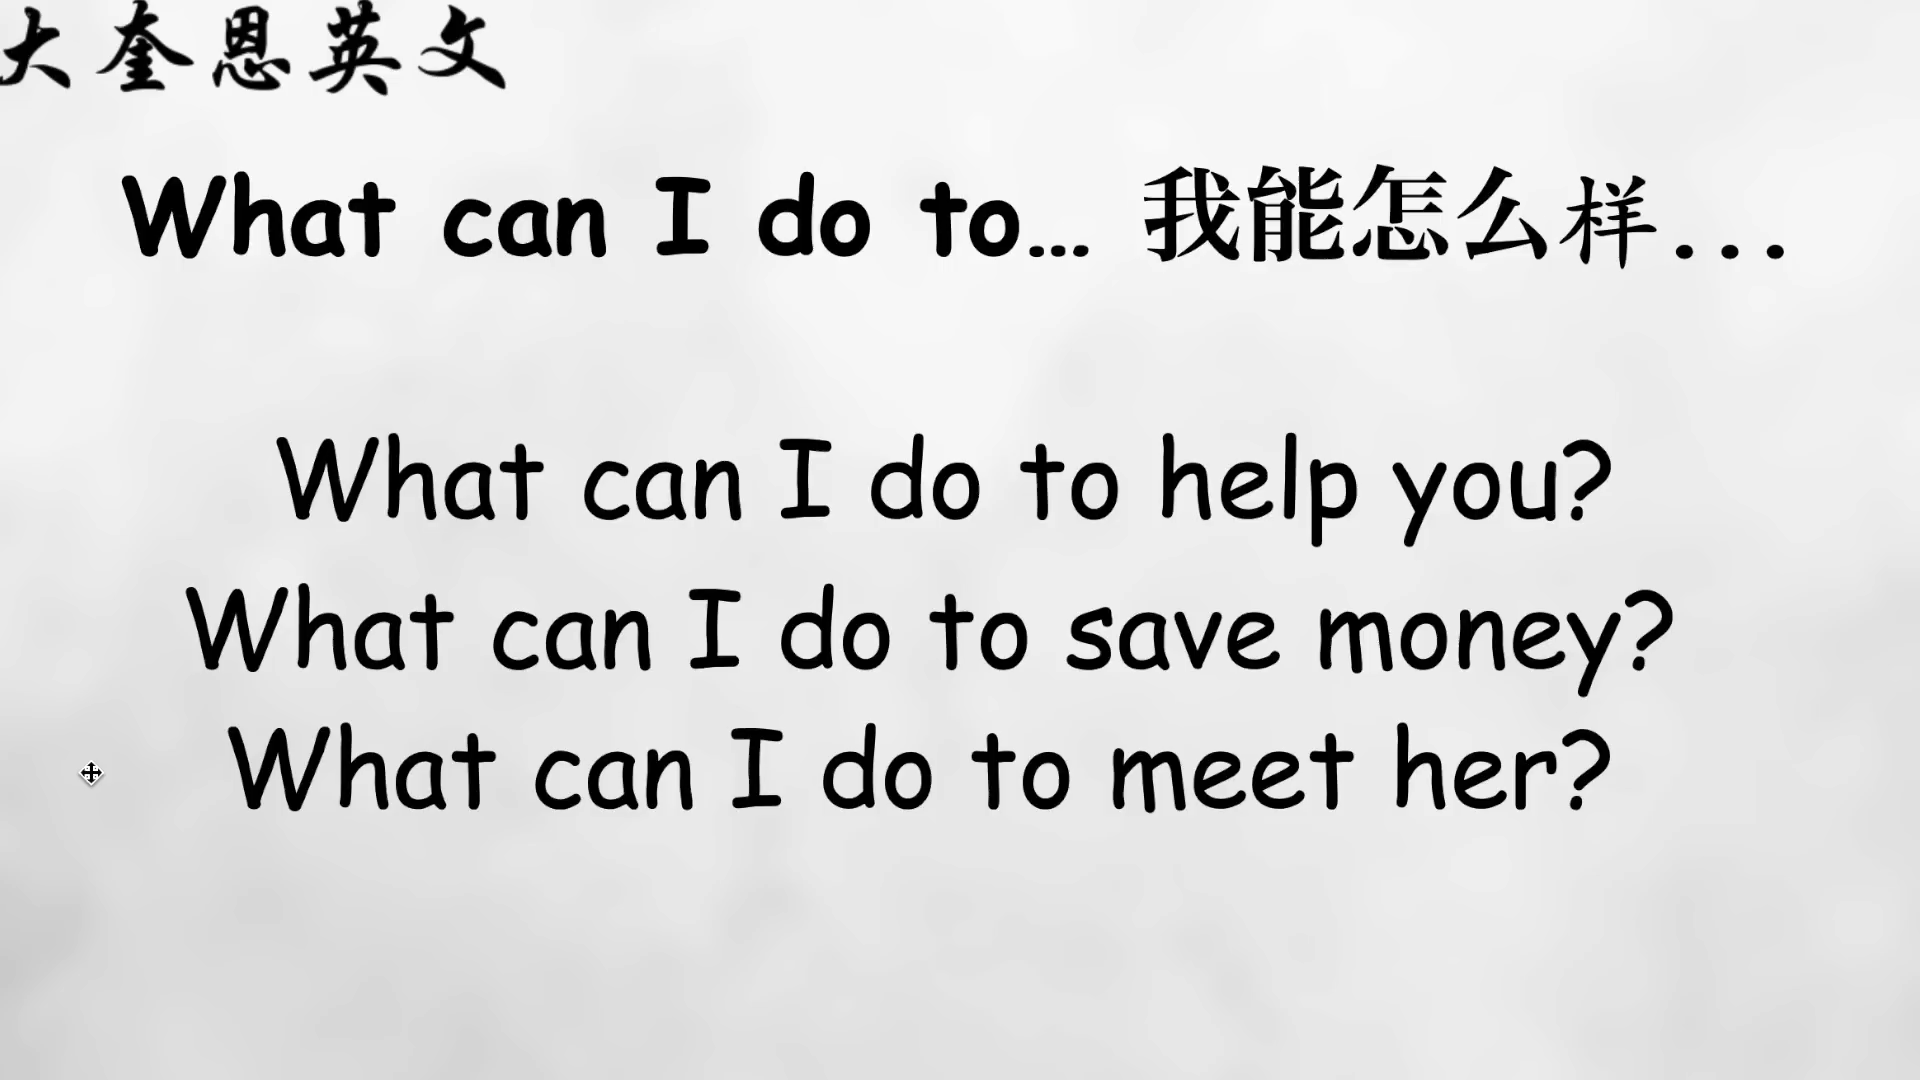 大奎恩英文
What can I do to... 我能怎么样...
What can I do to help you?
What can I do to save money?
What can I do to meet her?